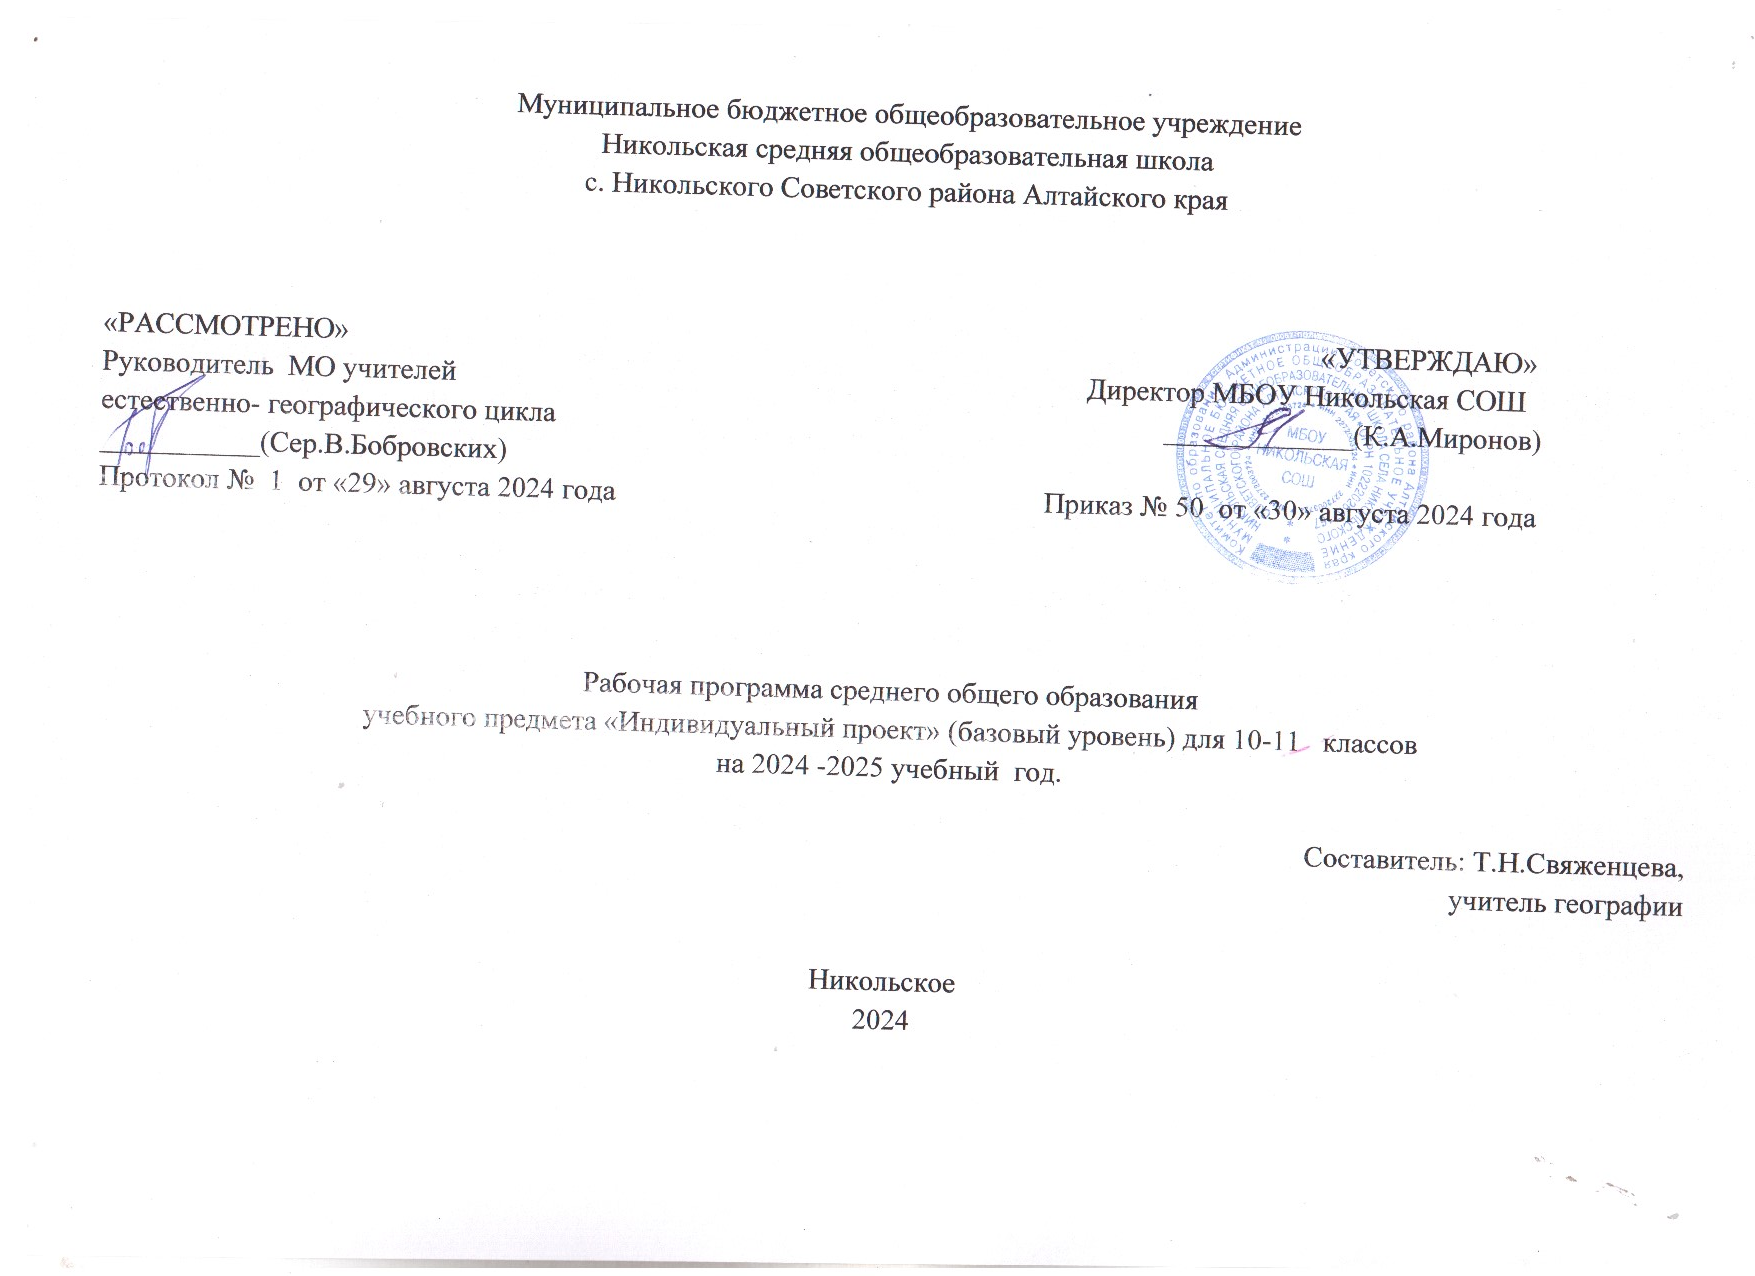 Муниципальное бюджетное общеобразовательное учреждение
Никольская средняя общеобразовательная школа
с. Никольского Советского района Алтайского края
«РАССМОТРЕНО»
Руководитель МО учителей
естественно- географического цикла
____________(Сер.В.Бобровских)
Протокол № 1 от «29» августа 2024 года
«УТВЕРЖДАЮ»
Директор МБОУ Никольская СОШ
______________(К.А.Миронов)
Приказ № 50 от «30» августа 2024 года
МБОУ
НИКОЛЬСКАЯ
СОШ
Рабочая программа среднего общего образования
учебного предмета «Индивидуальный проект» (базовый уровень) для 10-11 классов
на 2024 -2025 учебный год.
Составитель: Т.Н.Свяженцева,
учитель географии
Никольское
2024